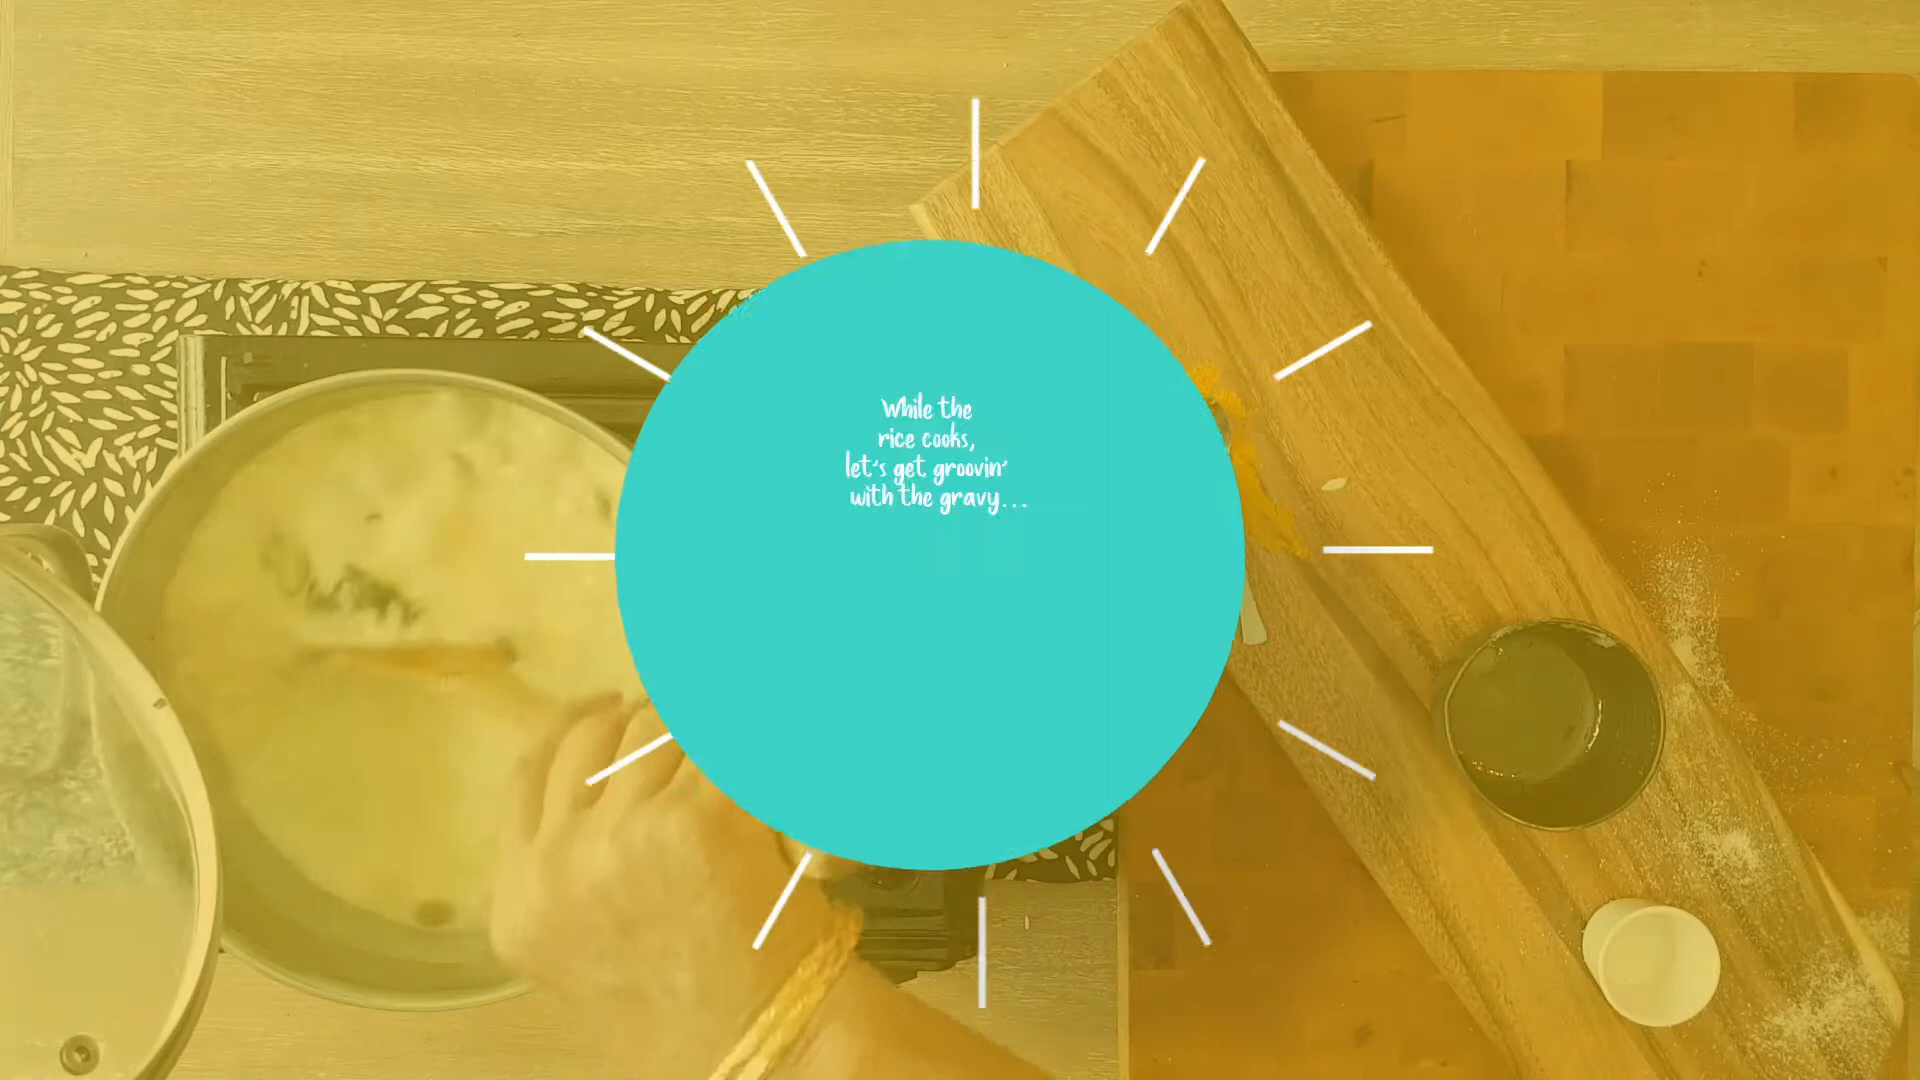 While the
rice cooks,
let's get groovin'
with the gravy...